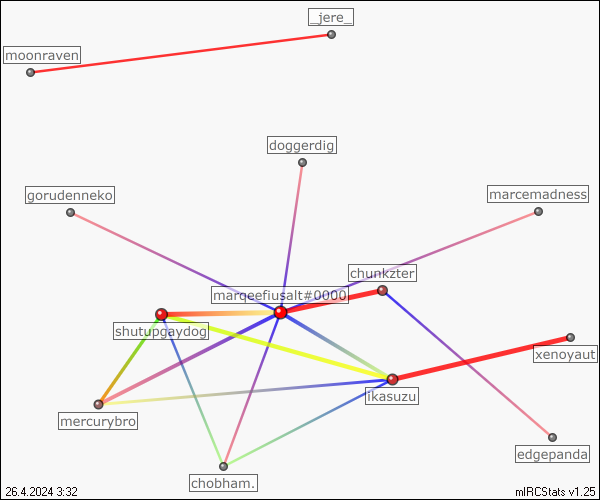 _jere_
moonraven
doggerdig
gorudenneko
marcemadness
chunkzter
marqeefiusalt#0000
shutupgaydog
xenoyaut
ikasuzu
mercurybro
edgepanda
chobham.
26.4.2024 3:32
mIRCStats v1.25